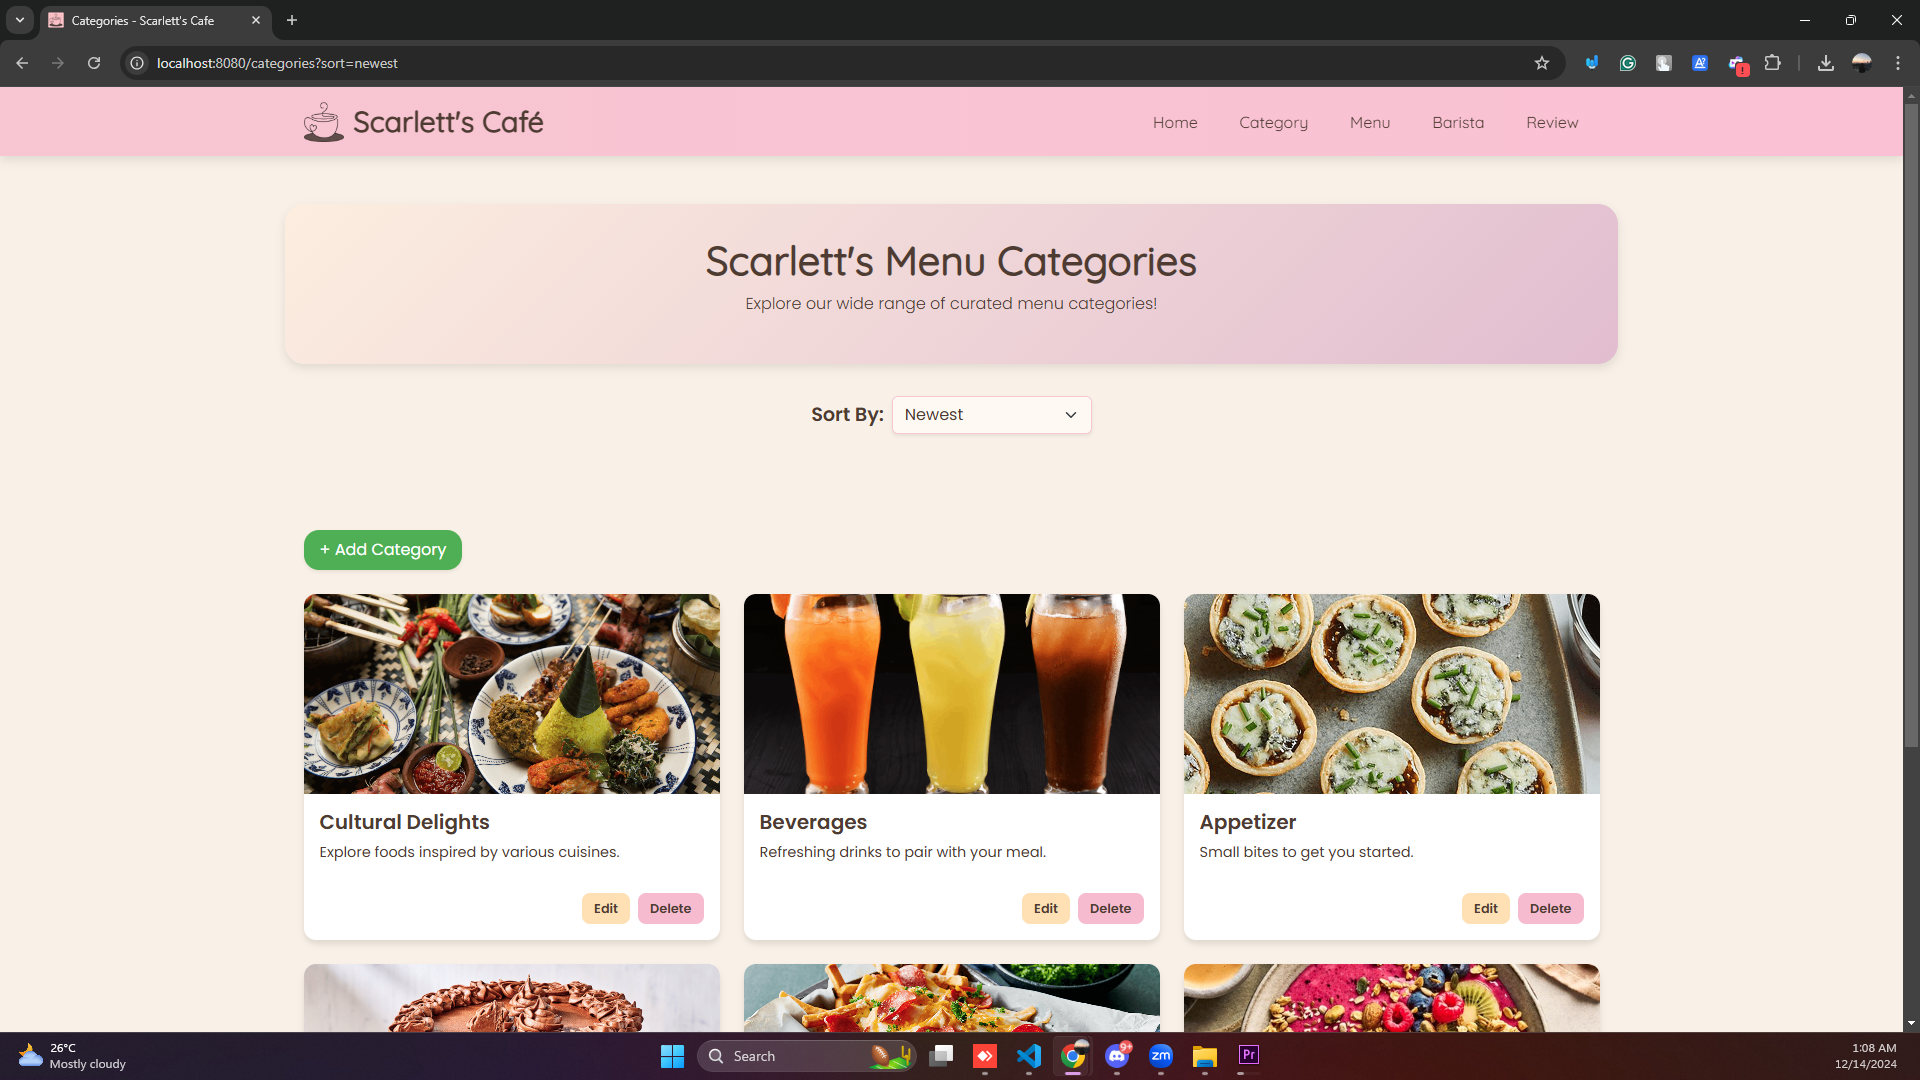 Categories - Scarlett's Cafe
localhost:8080/categories?sort=newest
Scarlett's Café
Home
Category
Menu
Barista
Review
Scarlett's Menu Categories
Explore our wide range of curated menu categories!
Sort By:
Newest
+ Add Category
Cultural Delights
Explore foods inspired by various cuisines.
Edit
Delete
Beverages
Refreshing drinks to pair with your meal.
Edit
Delete
Appetizer
Small bites to get you started.
Edit
Delete
26°C
Mostly cloudy
Search
9+
zm
Pr
1:08 AM
12/14/2024